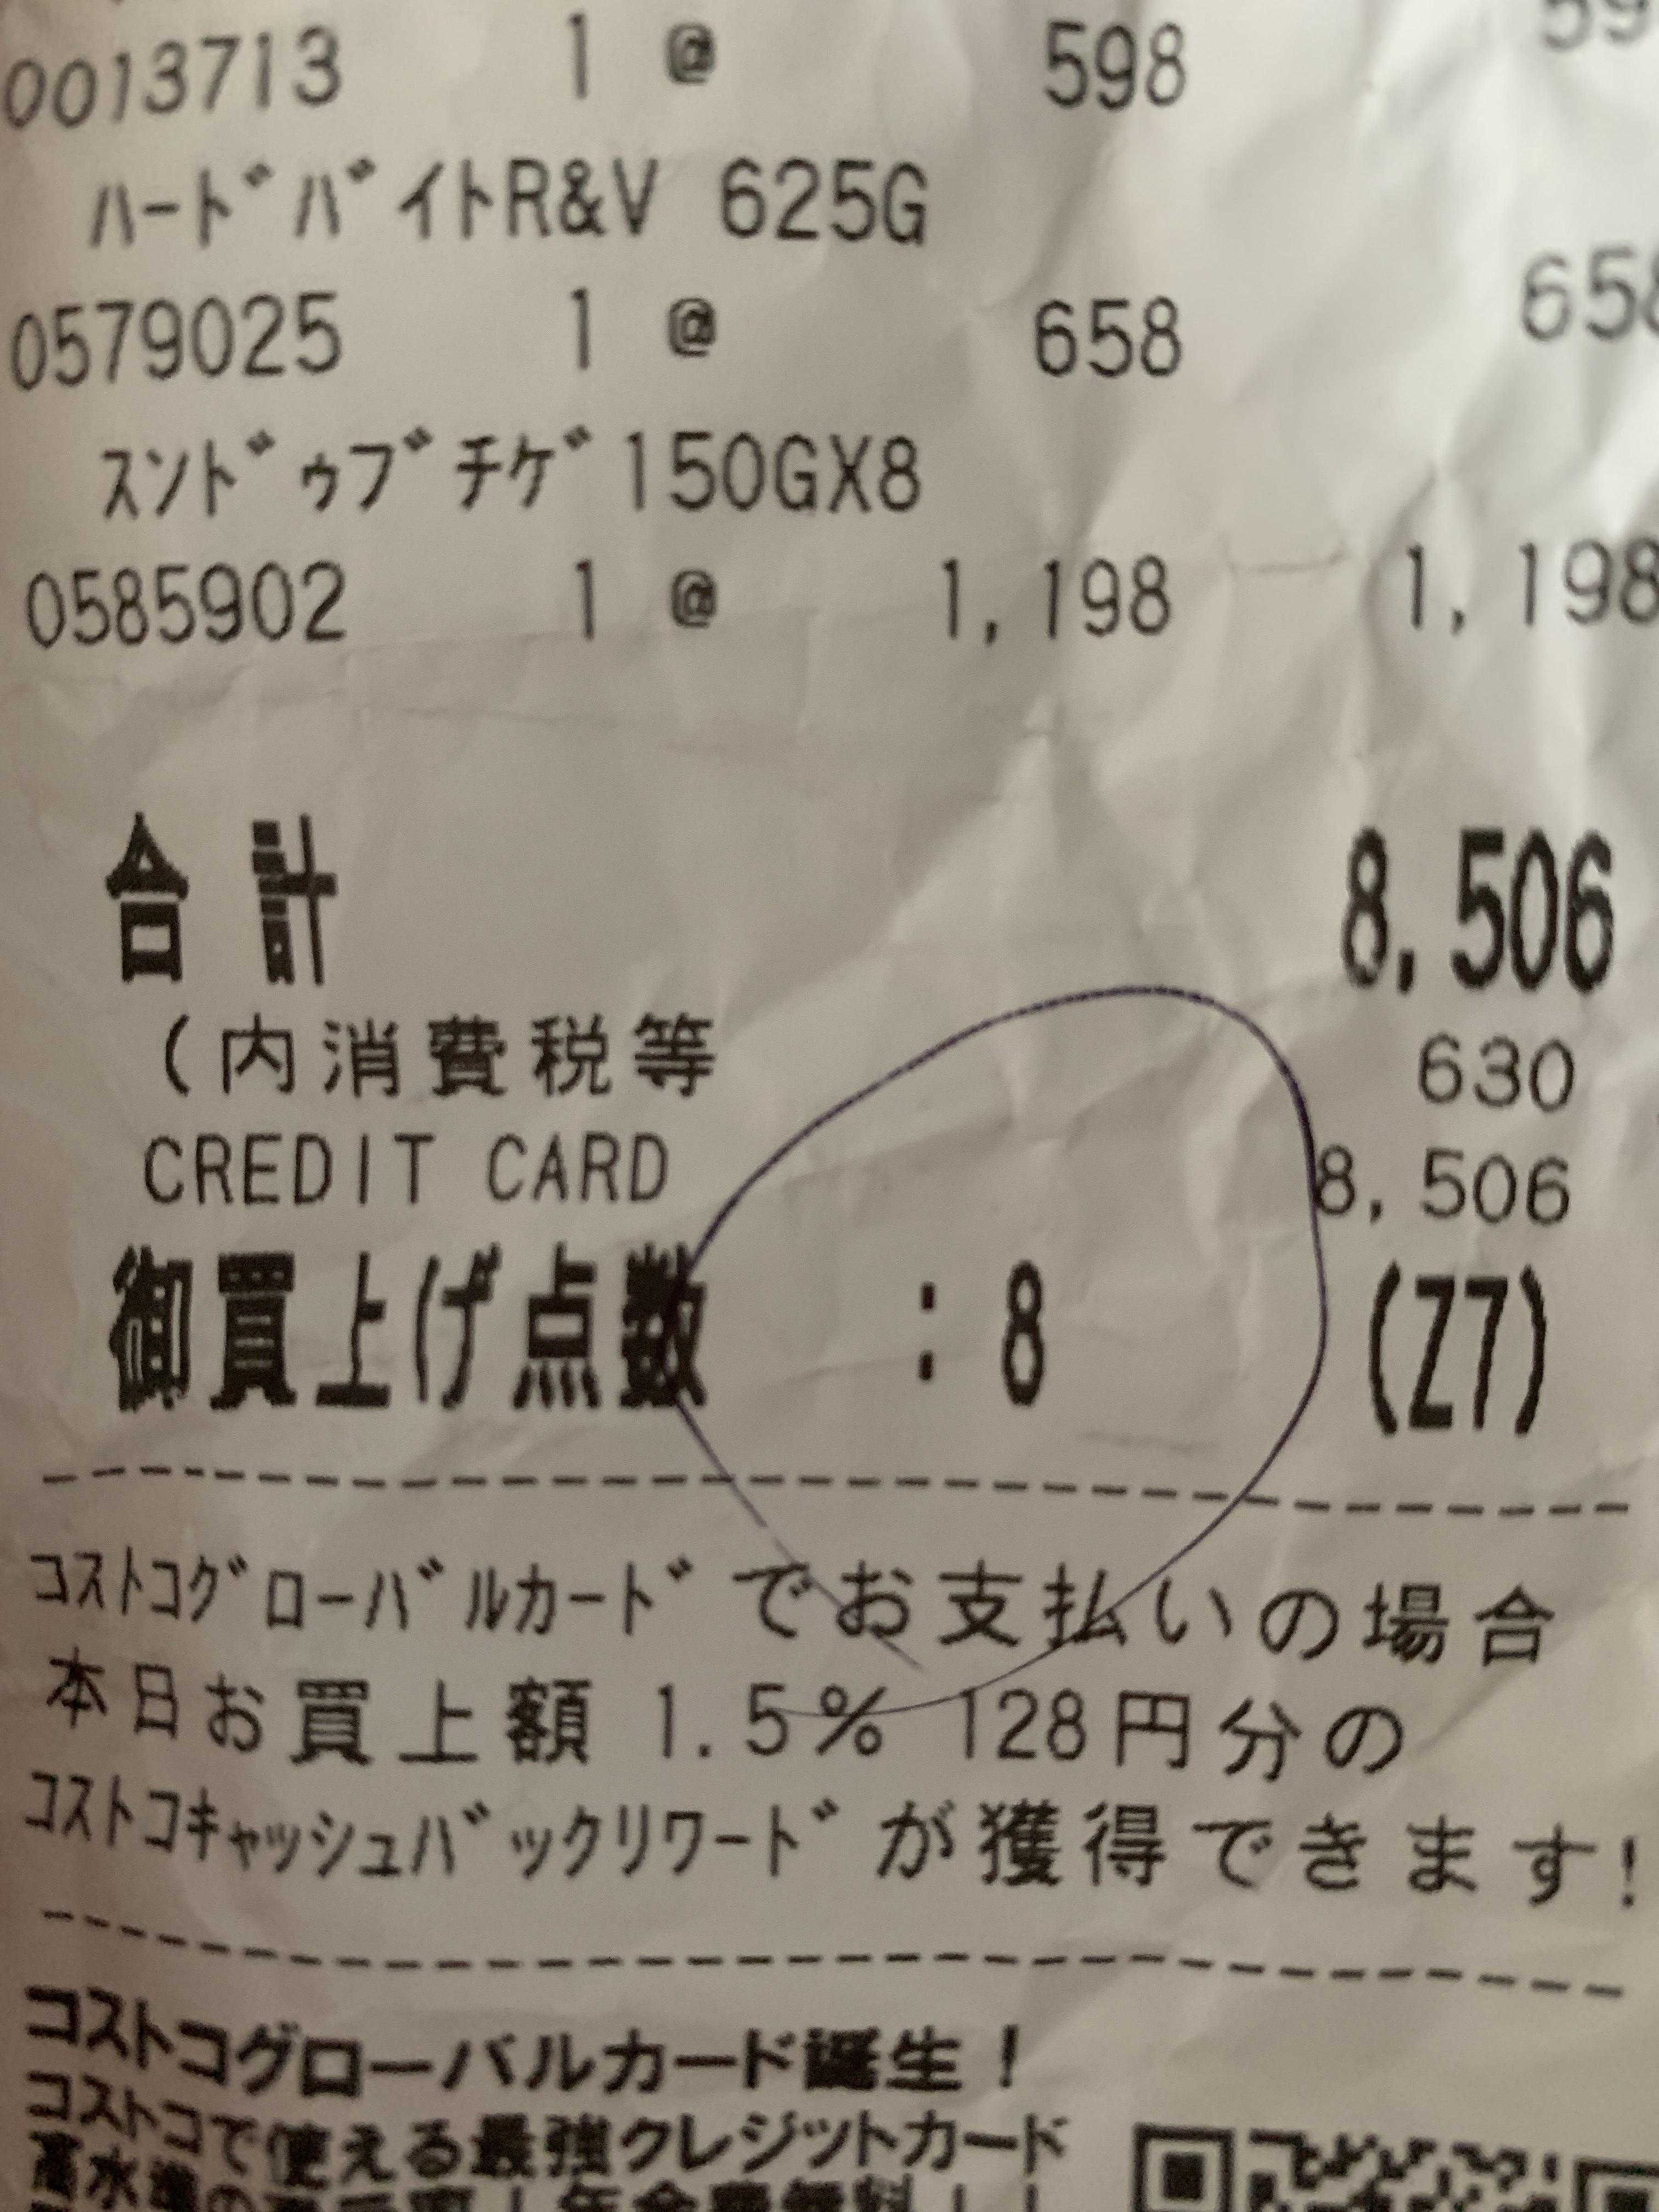 0013713 1 @ 598 59
ﾊｰﾄﾞﾊﾞｲﾄR&V 625G
0579025 1 @ 658 658
ｽﾝﾄﾞｩﾌﾞﾁｹﾞ150GX8
0585902 1 @ 1,198 1,198
合計 8,506
(内消費税等 630
CREDIT CARD 8,506
御買上げ点数 : 8 (Z7)
ｺｽﾄｺｸﾞﾛｰﾊﾞﾙｶｰﾄﾞでお支払いの場合
本日お買上額 1.5% 128円分の
ｺｽﾄｺｷｬｯｼｭﾊﾞｯｸﾘﾜｰﾄﾞが獲得できます!
コストコグローバルカード誕生！
コストコで使える最強クレジットカード
高水準の